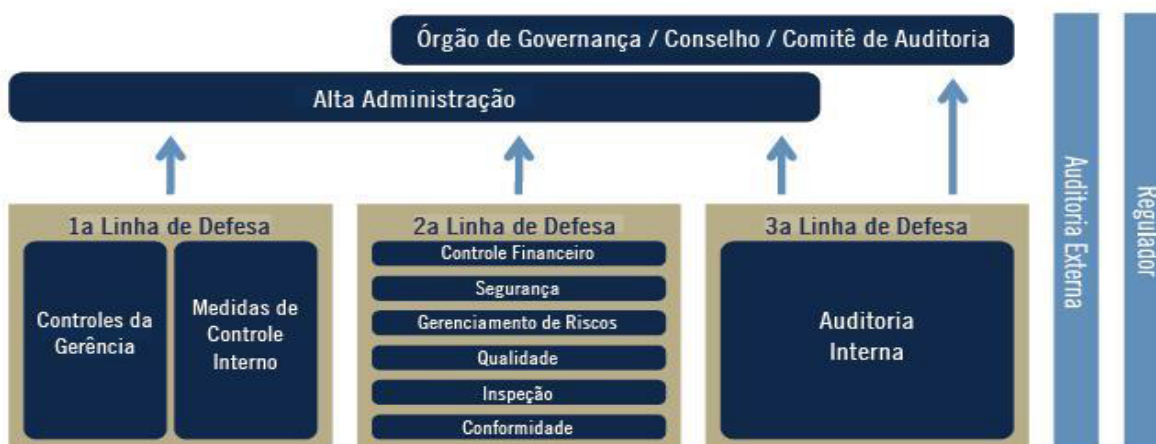 Órgão de Governança / Conselho / Comitê de Auditoria
Alta Administração
1a Linha de Defesa
Controles da
Gerência
Medidas de
Controle
Interno
2a Linha de Defesa
Controle Financeiro
Segurança
Gerenciamento de Riscos
Qualidade
Inspeção
Conformidade
3a Linha de Defesa
Auditoria
Interna
Auditoria Externa
Regulador